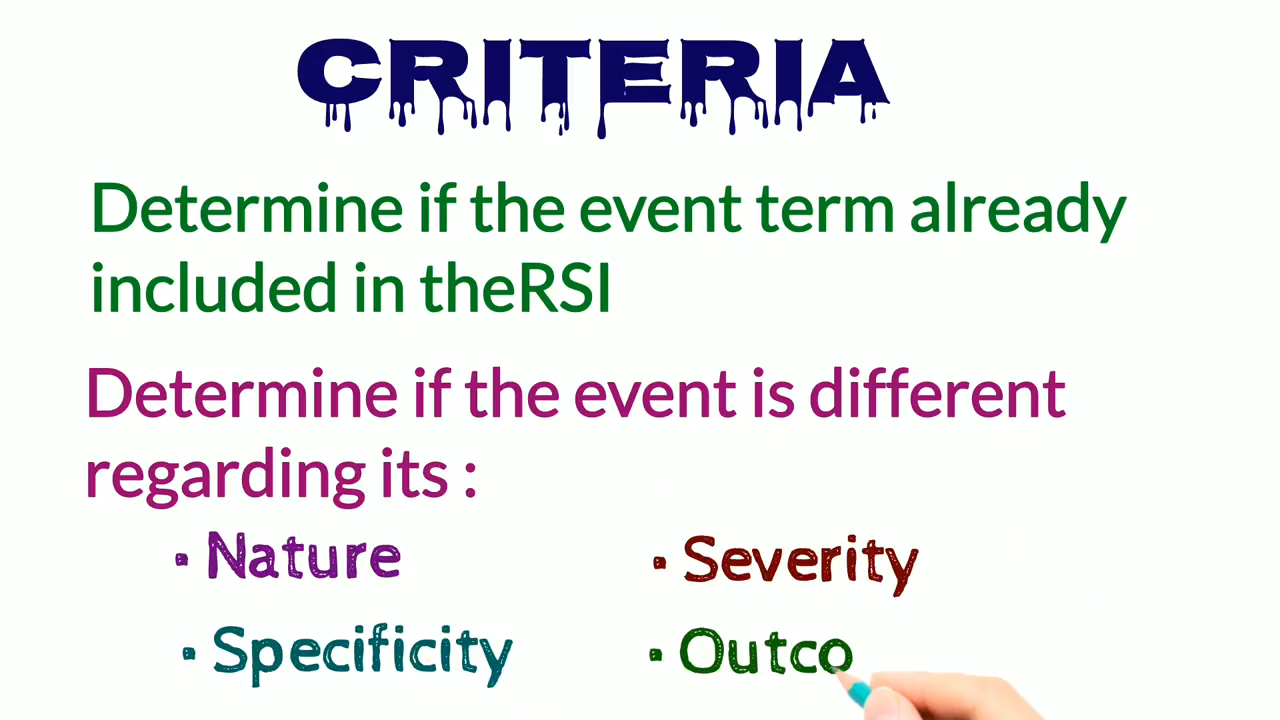 CRITERIA
Determine if the event term already
included in theRSI
Determine if the event is different
regarding its :
· Nature
· Severity
· Specificity
· Outco